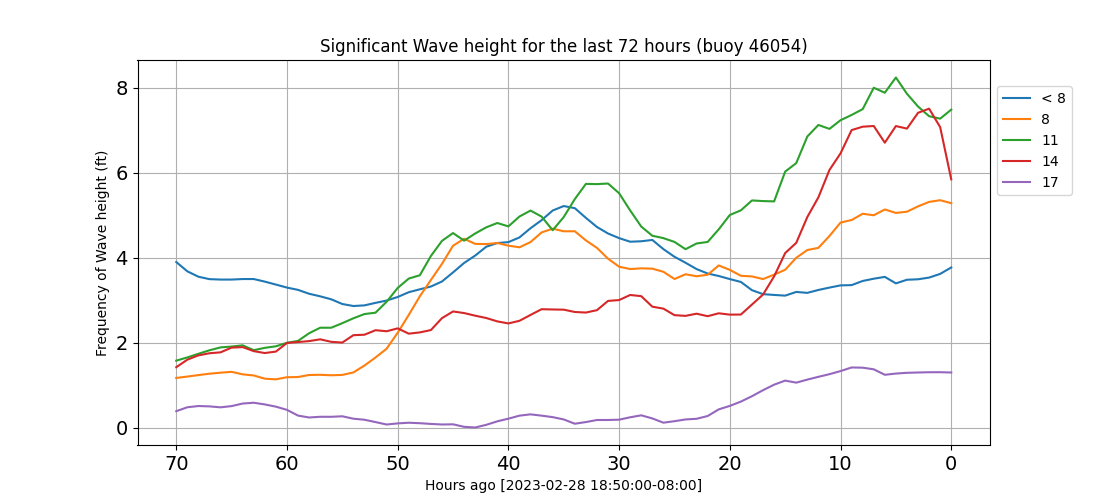 Significant Wave height for the last 72 hours (buoy 46054)
Frequency of Wave height (ft)
8
6
4
2
0
70 60 50 40 30 20 10 0
Hours ago [2023-02-28 18:50:00-08:00]
< 8
8
11
14
17